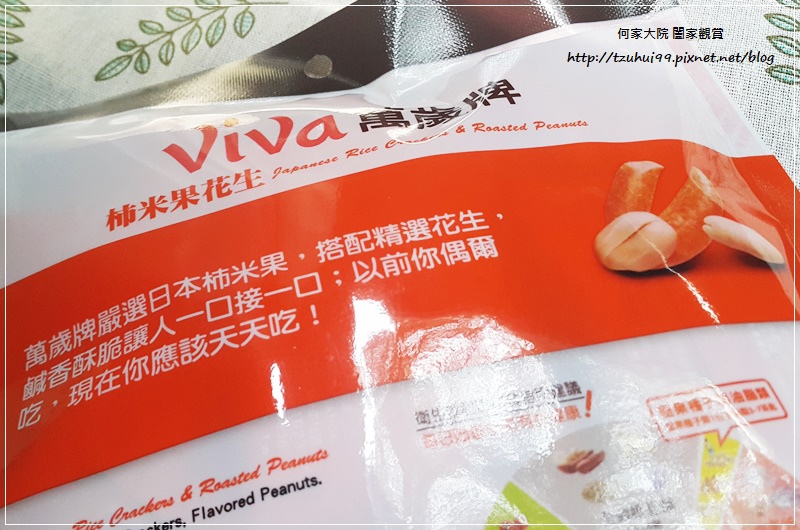 何家大院 闔家觀賞
http://tzuhui99.pixnet.net/blog
ViVa 萬歲牌
柿米果花生 Japanese Rice Crackers & Roasted Peanuts
萬歲牌嚴選日本柿米果，搭配精選花生，
鹹香酥脆讓人一口接一口；以前你偶爾
吃，現在你應該天天吃！
Rice Crackers & Roasted Peanuts
Flavored Peanuts.